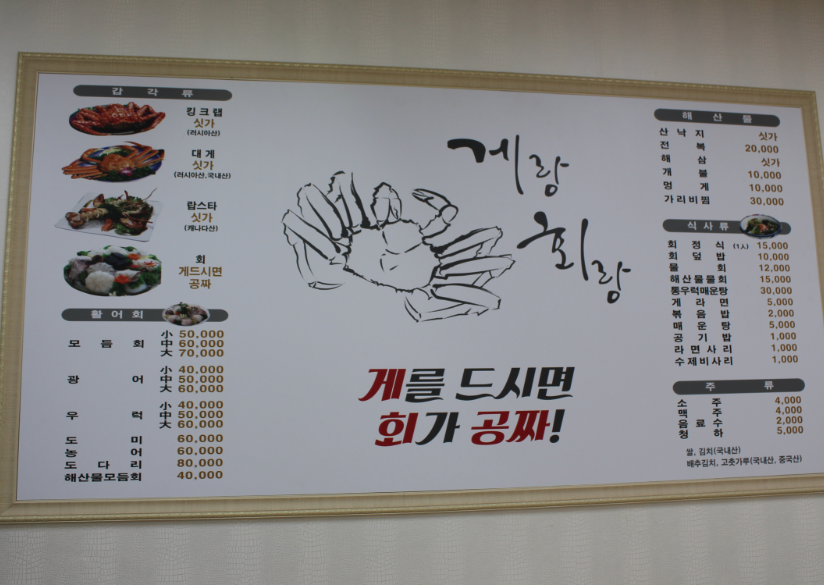 갑각류
킹크랩
싯가
(러시아산)
대게
싯가
(러시아산,국내산)
랍스타
싯가
(캐나다산)
회
게드시면
공짜
활어회
모듬회 小 50,000
中 60,000
大 70,000
광어 小 40,000
中 50,000
大 60,000
우럭 小 40,000
中 50,000
大 60,000
도미 60,000
농어 60,000
도다리 80,000
해산물모듬회 40,000
게랑
회랑
게를 드시면
회가 공짜!
해산물
산낙지 싯가
전복 20,000
해삼 싯가
개불 10,000
멍게 10,000
가리비찜 30,000
식사류
회정식 (1人) 15,000
회덮밥 10,000
물회 12,000
해산물물회 15,000
통우럭매운탕 30,000
게라면 5,000
볶음밥 2,000
매운탕 5,000
공기밥 1,000
라면사리 1,000
수제비사리 1,000
주류
소주 4,000
맥주 4,000
음료수 2,000
청하 5,000
쌀, 김치(국내산)
배추김치, 고춧가루(국내산, 중국산)